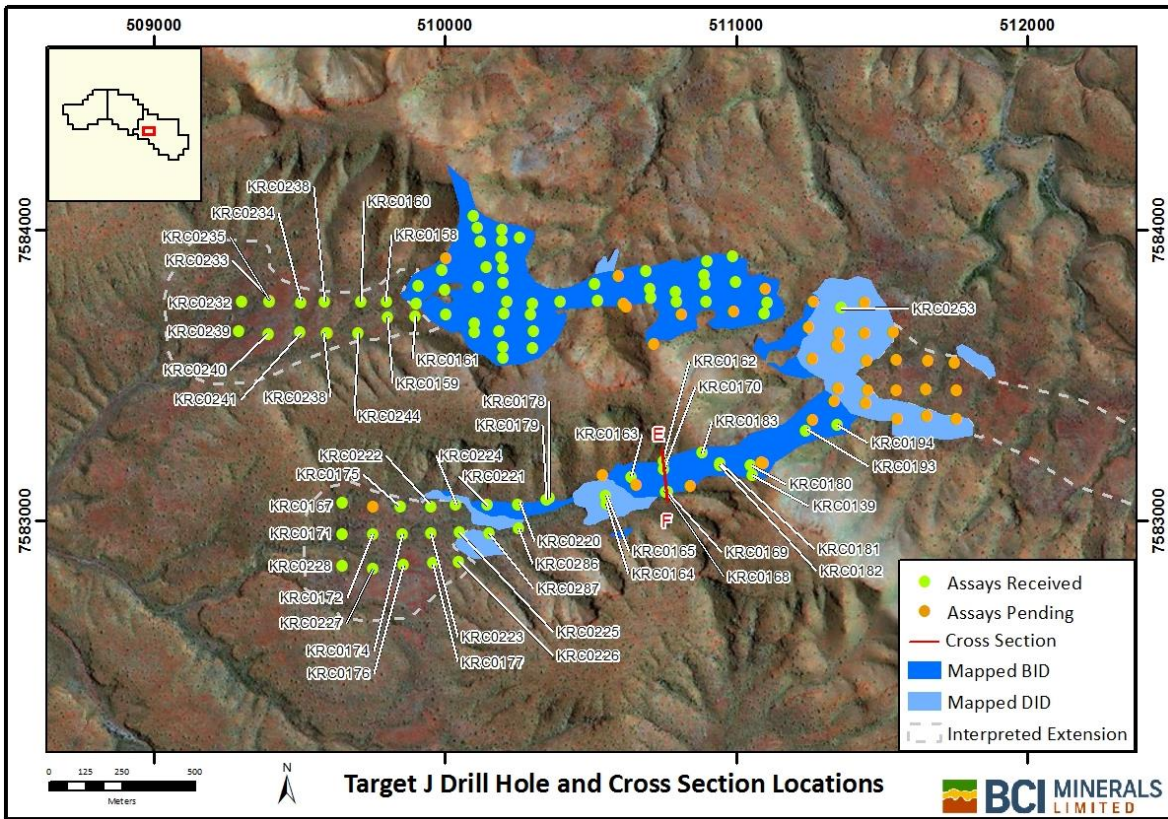 509000
510000
511000
512000
7584000
7583000
7584000
7583000
KRC0238
KRC0234
KRC0160
KRC0235
KRC0158
KRC0233
KRC0232
KRC0239
KRC0253
KRC0240
KRC0161
KRC0241
KRC0159
KRC0162
KRC0238
KRC0170
KRC0244
KRC0178
KRC0179
KRC0163
E
KRC0183
KRC0222
KRC0224
KRC0194
KRC0175
KRC0221
KRC0193
KRC0167
KRC0180
KRC0139
F
KRC0171
KRC0220
KRC0165
KRC0169
KRC0181
KRC0228
KRC0286
KRC0164
KRC0168
KRC0182
KRC0172
KRC0287
KRC0227
KRC0223
KRC0225
KRC0174
KRC0177
KRC0226
KRC0176
Assays Received
Assays Pending
Cross Section
Mapped BID
Mapped DID
Interpreted Extension
0 125 250 500
Meters
N
Target J Drill Hole and Cross Section Locations
BCI MINERALS
LIMITED